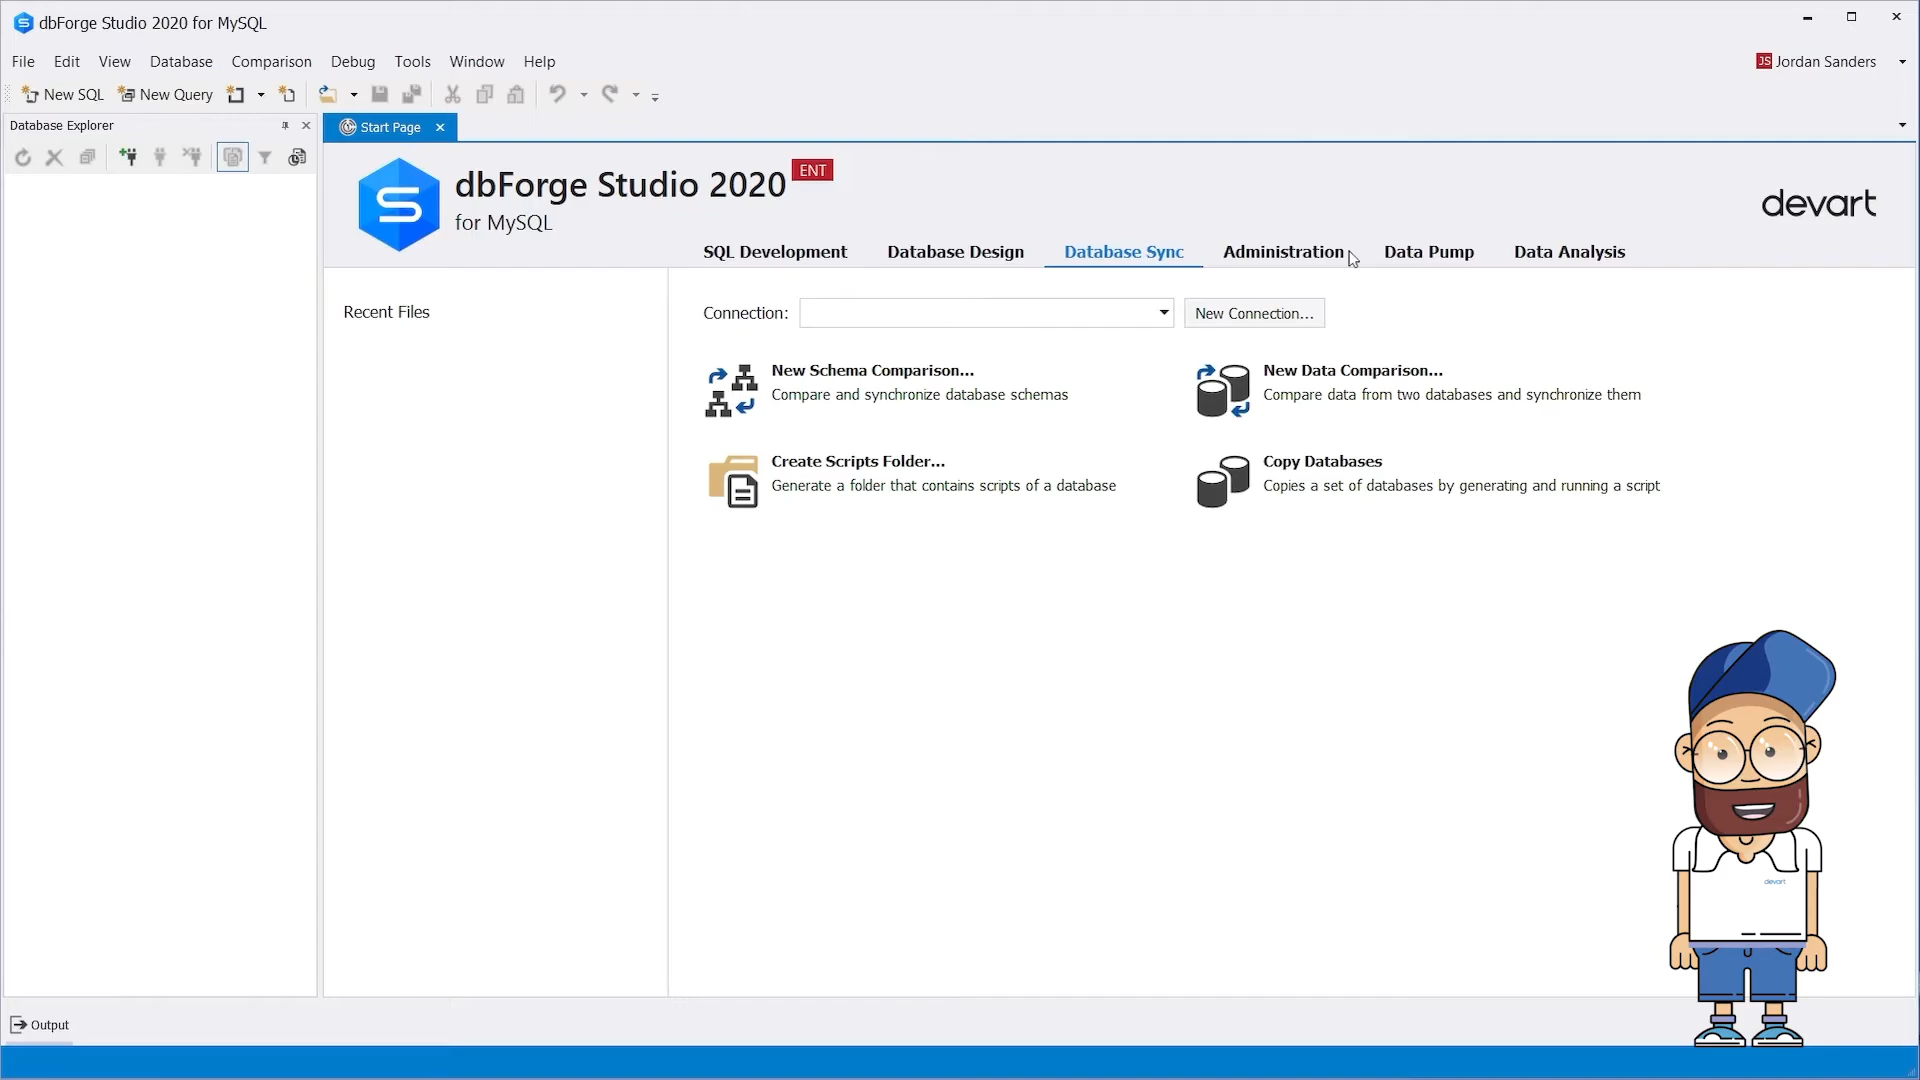 dbForge Studio 2020 for MySQL
File Edit View Database Comparison Debug Tools Window Help
JS Jordan Sanders
New SQL New Query
Database Explorer
Start Page
dbForge Studio 2020 ENT
for MySQL
devart
SQL Development Database Design Database Sync Administration Data Pump Data Analysis
Recent Files
Connection: New Connection...
New Schema Comparison...
Compare and synchronize database schemas
New Data Comparison...
Compare data from two databases and synchronize them
Create Scripts Folder...
Generate a folder that contains scripts of a database
Copy Databases
Copies a set of databases by generating and running a script
devart
Output